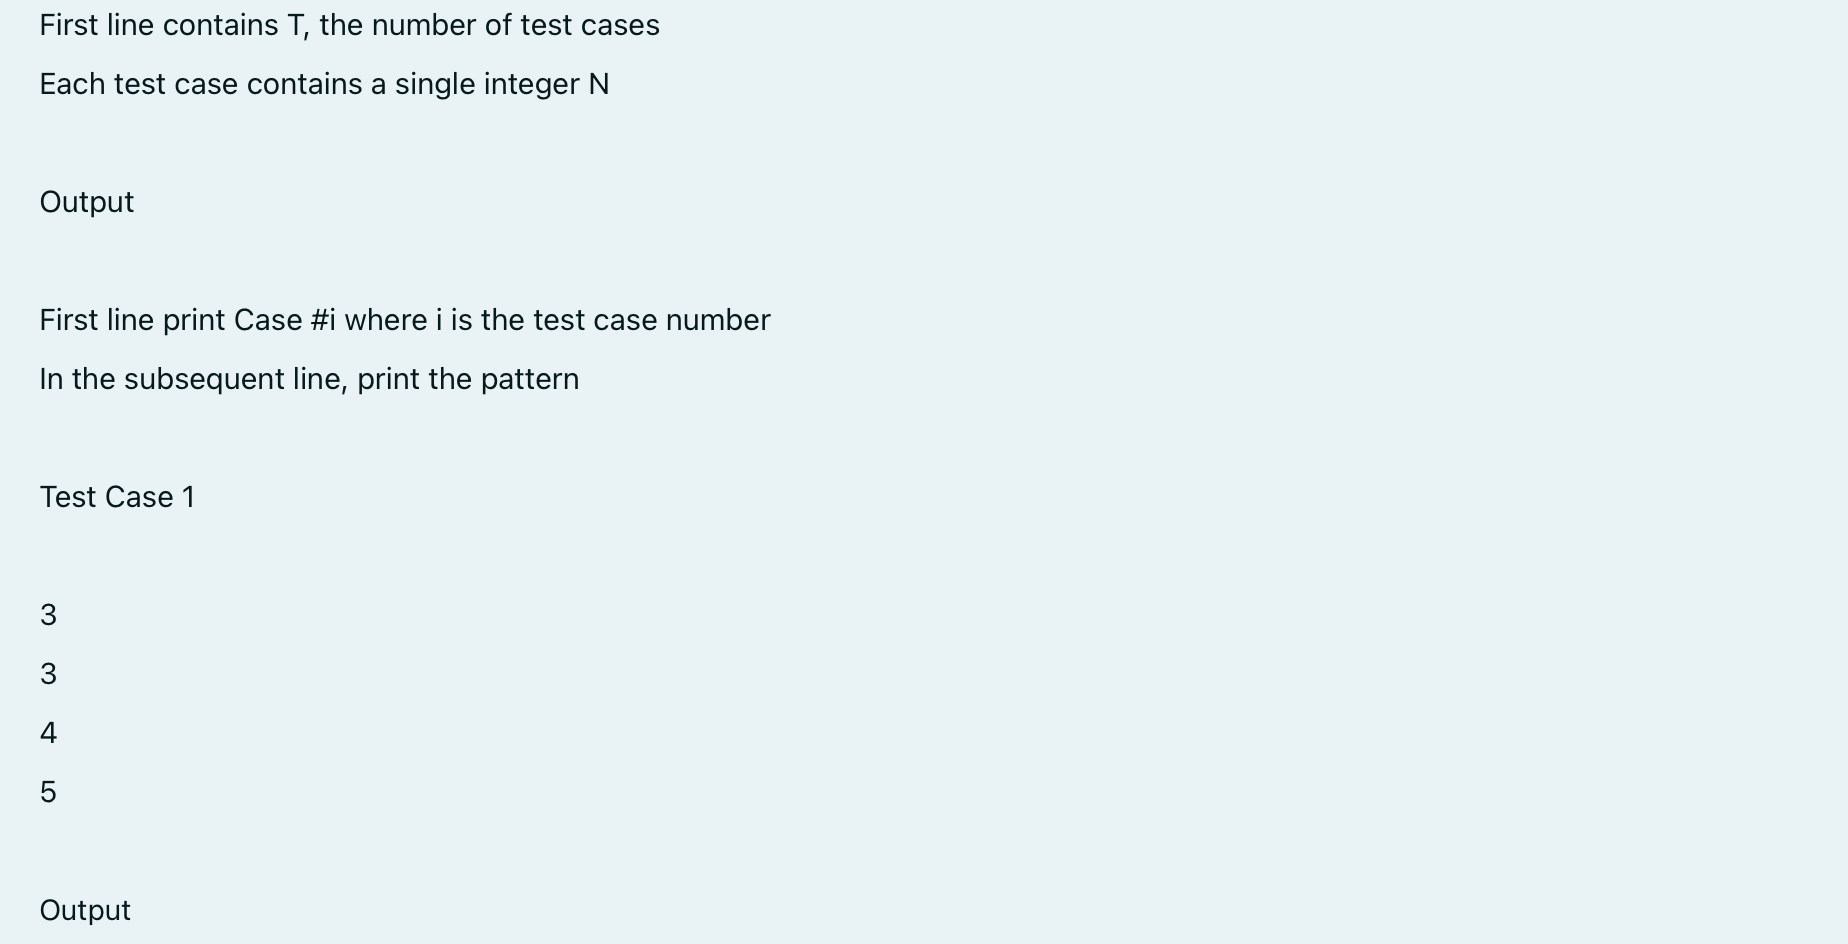 First line contains T, the number of test cases
Each test case contains a single integer N
Output
First line print Case #i where i is the test case number
In the subsequent line, print the pattern
Test Case 1
3
3
4
5
Output